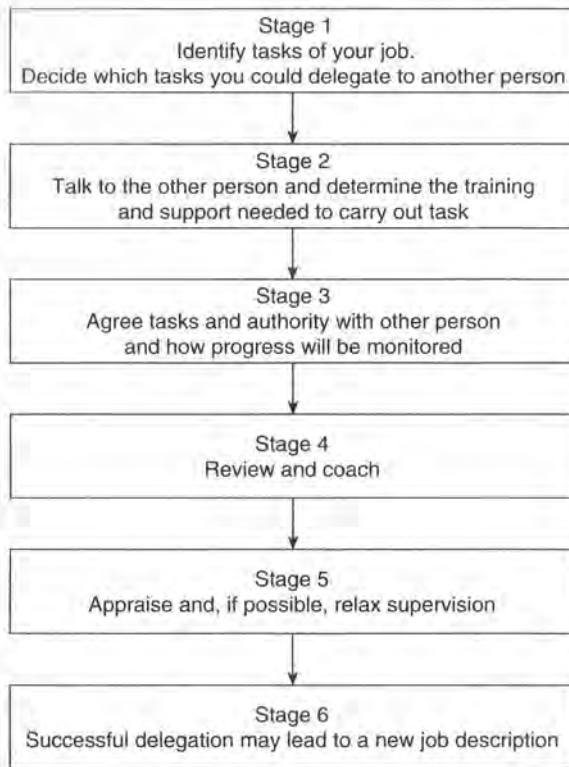 Stage 1
Identify tasks of your job.
Decide which tasks you could delegate to another person
Stage 2
Talk to the other person and determine the training
and support needed to carry out task
Stage 3
Agree tasks and authority with other person
and how progress will be monitored
Stage 4
Review and coach
Stage 5
Appraise and, if possible, relax supervision
Stage 6
Successful delegation may lead to a new job description